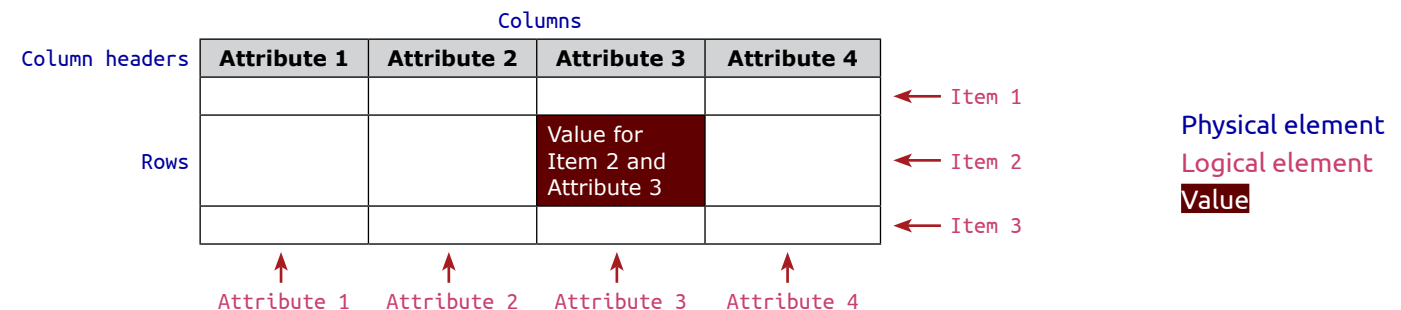 Columns
Column headers Attribute 1 Attribute 2 Attribute 3 Attribute 4
Item 1
Value for
Item 2 and
Attribute 3
Rows
Item 2
Item 3
Attribute 1 Attribute 2 Attribute 3 Attribute 4
Physical element
Logical element
Value